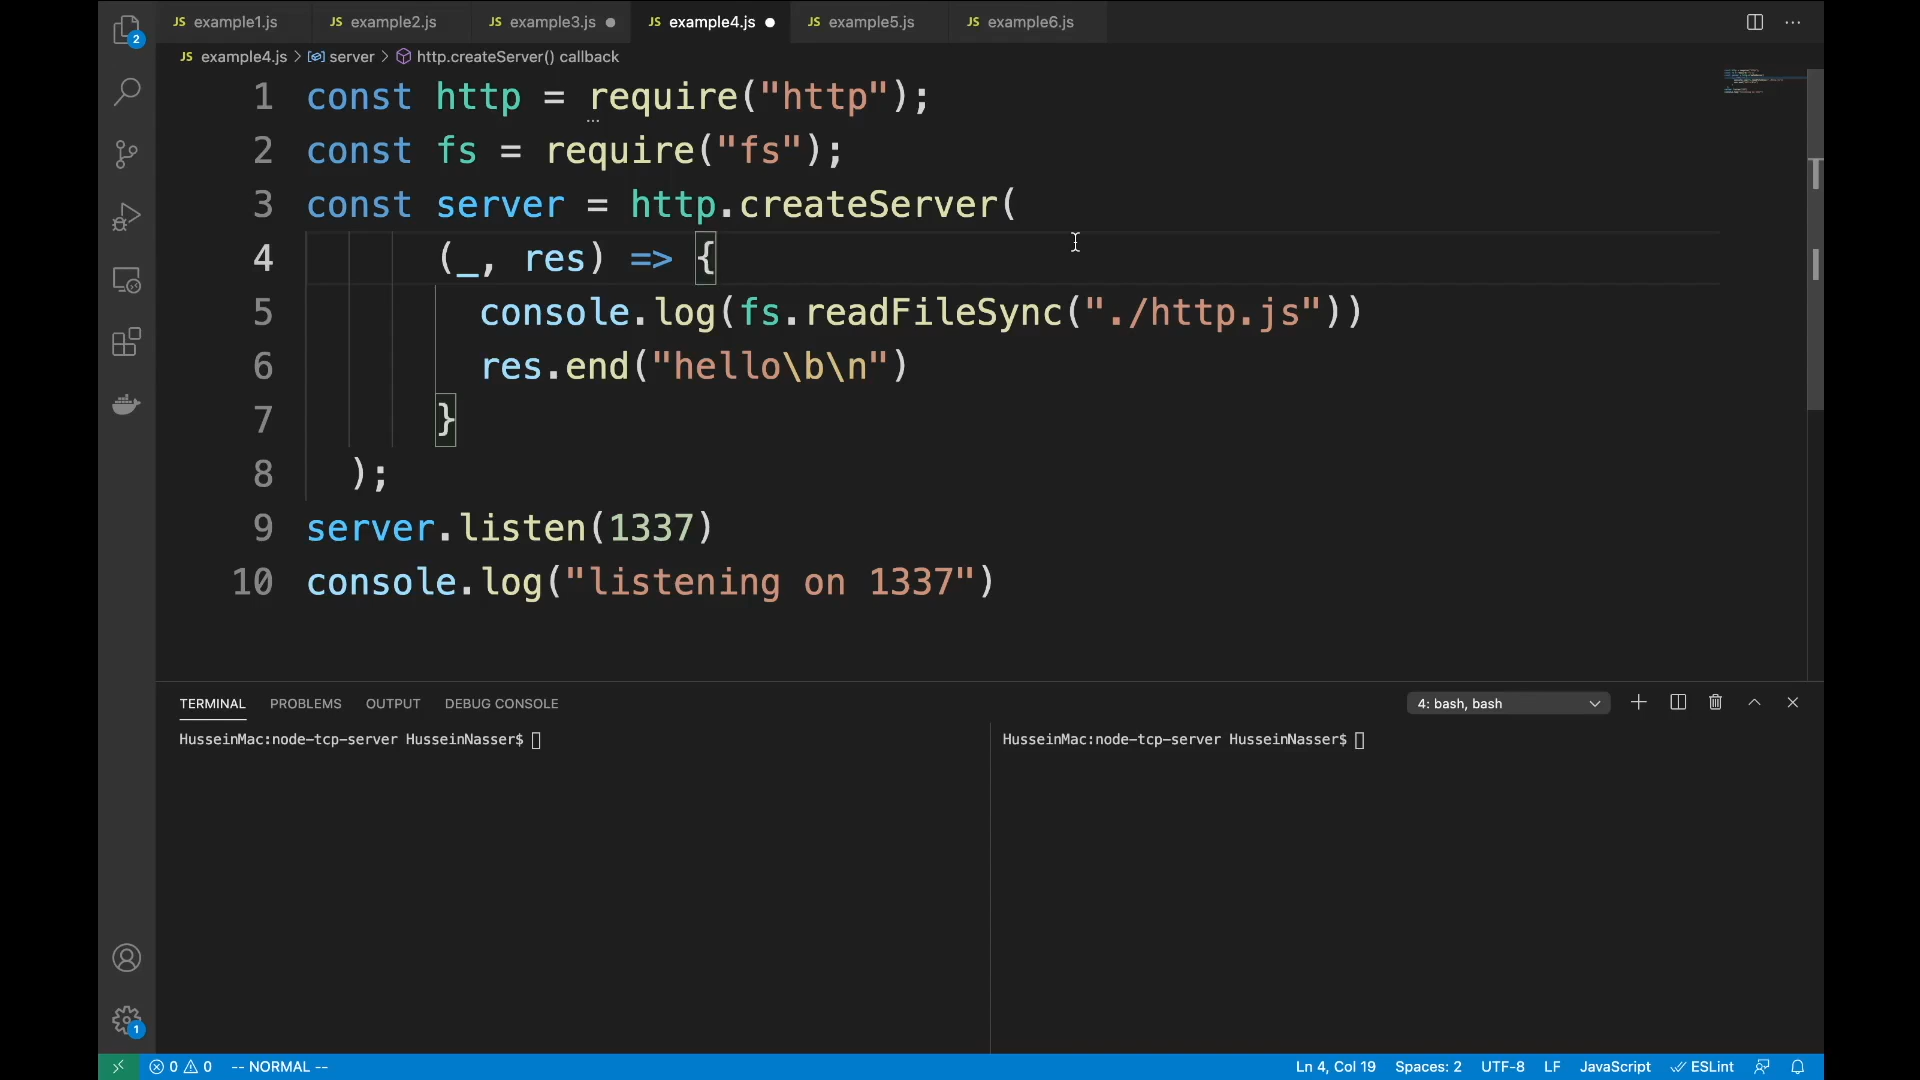 2
JS example1.js JS example2.js JS example3.js JS example4.js JS example5.js JS example6.js
JS example4.js > server > http.createServer() callback
1 const http = require("http");
2 const fs = require("fs");
3 const server = http.createServer(
4 (_, res) => {
5 console.log(fs.readFileSync("./http.js"))
6 res.end("hello\b\n")
7 }
8 );
9 server.listen(1337)
10 console.log("listening on 1337")
TERMINAL PROBLEMS OUTPUT DEBUG CONSOLE 4: bash, bash
HusseinMac:node-tcp-server HusseinNasser$ HusseinMac:node-tcp-server HusseinNasser$
1
0 0 -- NORMAL -- Ln 4, Col 19 Spaces: 2 UTF-8 LF JavaScript ESLint